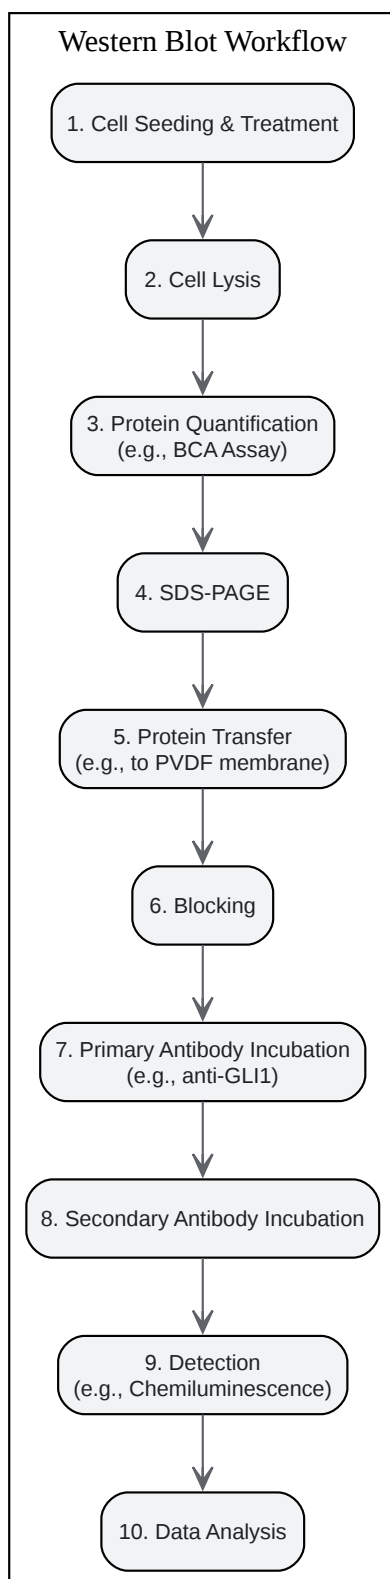 Western Blot Workflow
1. Cell Seeding & Treatment
2. Cell Lysis
3. Protein Quantification
(e.g., BCA Assay)
4. SDS-PAGE
5. Protein Transfer
(e.g., to PVDF membrane)
6. Blocking
7. Primary Antibody Incubation
(e.g., anti-GLI1)
8. Secondary Antibody Incubation
9. Detection
(e.g., Chemiluminescence)
10. Data Analysis